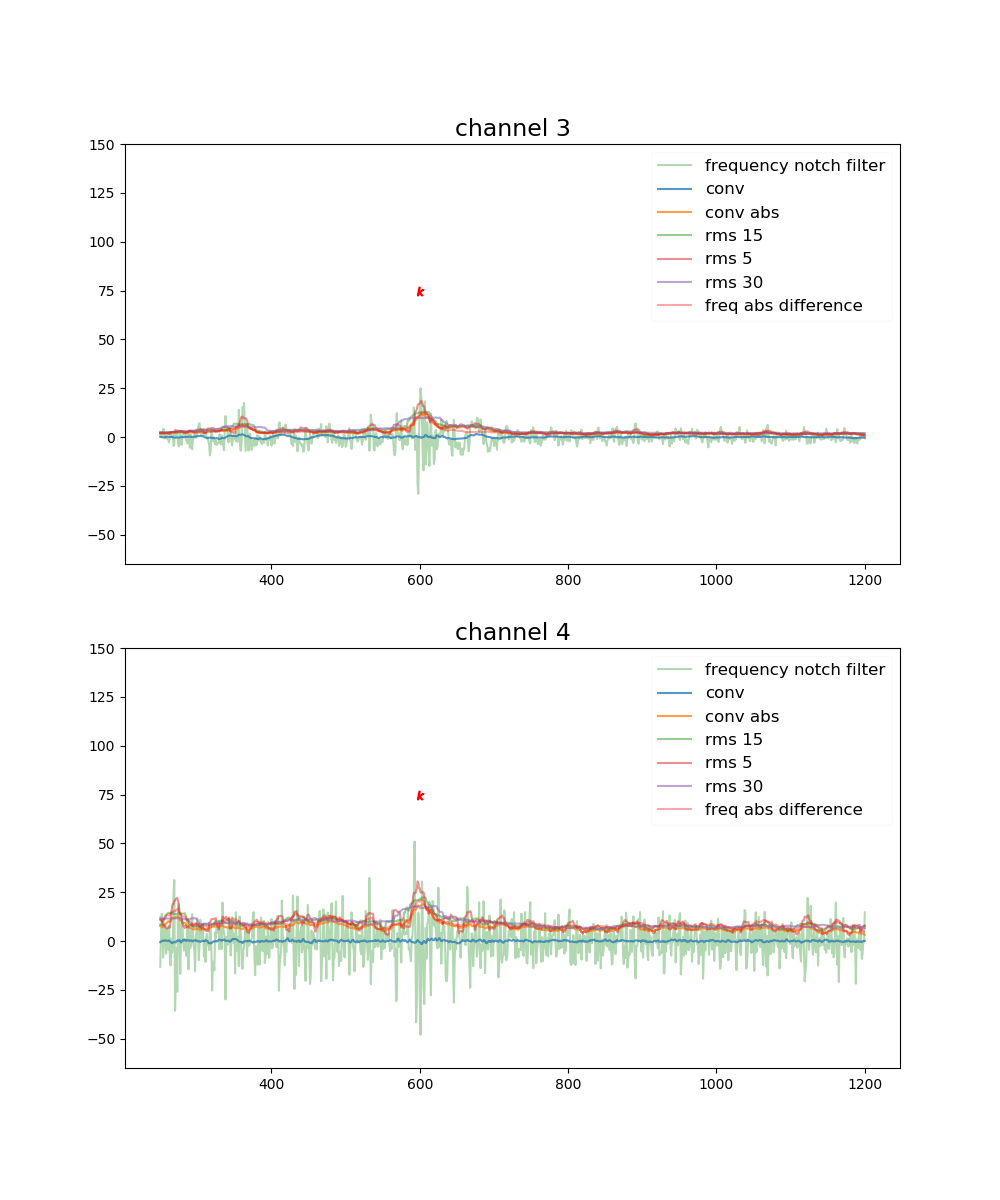 channel 3
150
125
100
75
50
25
0
−25
−50
400 600 800 1000 1200
frequency notch filter
conv
conv abs
rms 15
rms 5
rms 30
freq abs difference
k
channel 4
150
125
100
75
50
25
0
−25
−50
400 600 800 1000 1200
frequency notch filter
conv
conv abs
rms 15
rms 5
rms 30
freq abs difference
k